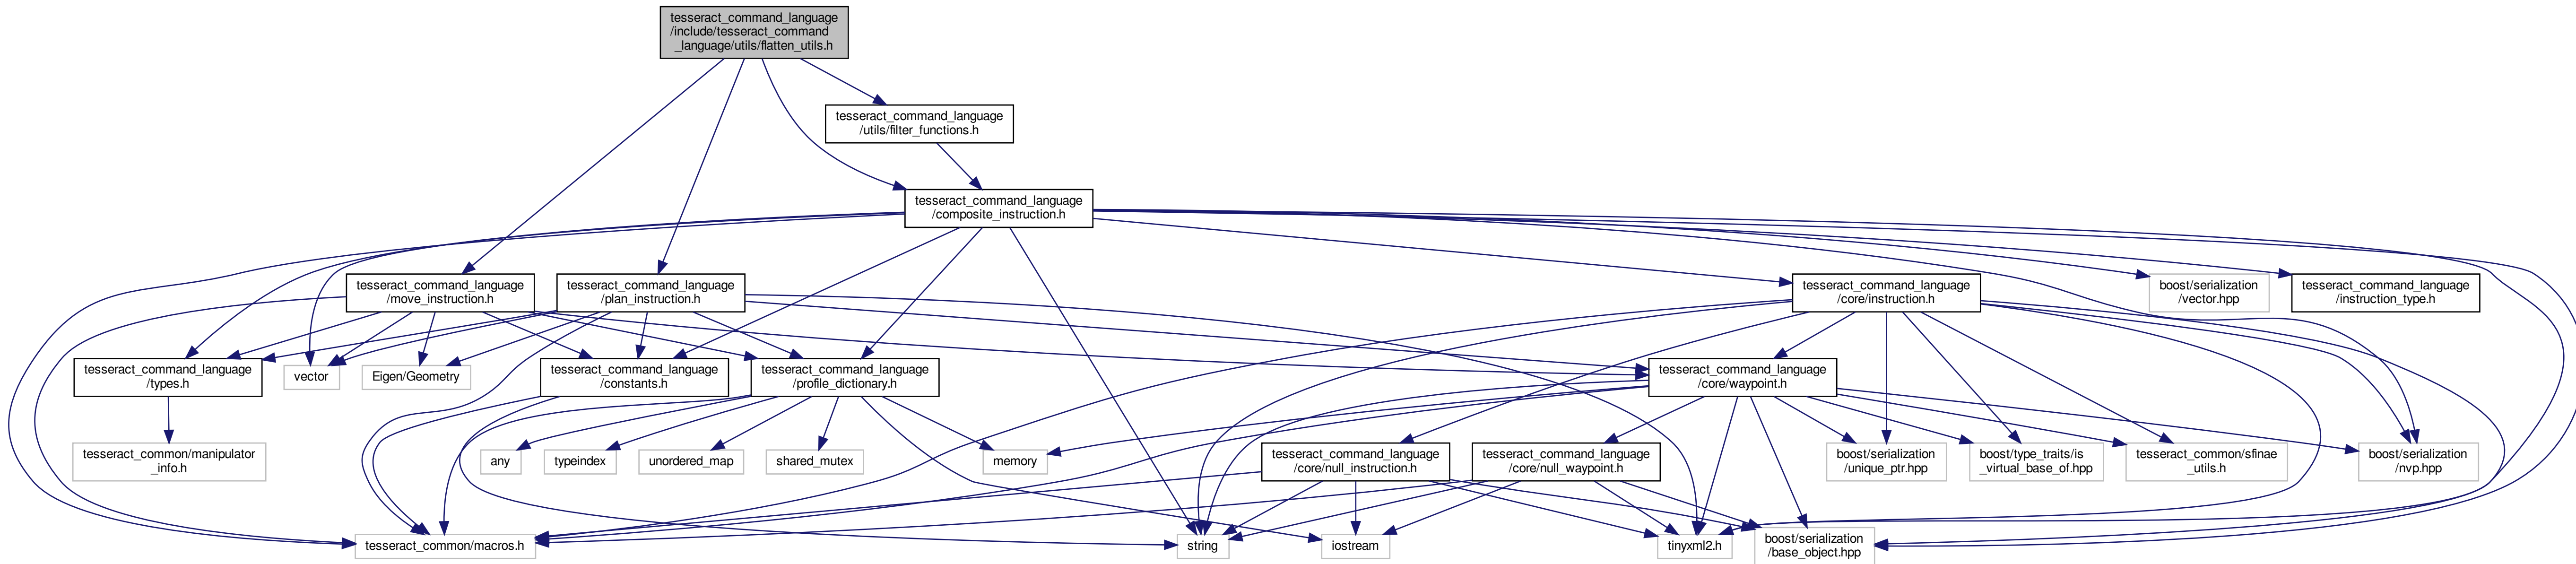 tesseract_command_language
/include/tesseract_command
_language/utils/flatten_utils.h
tesseract_command_language
/utils/filter_functions.h
tesseract_command_language
/composite_instruction.h
tesseract_command_language
/move_instruction.h
tesseract_command_language
/plan_instruction.h
tesseract_command_language
/core/instruction.h
boost/serialization
/vector.hpp
tesseract_command_language
/instruction_type.h
tesseract_command_language
/types.h
vector
Eigen/Geometry
tesseract_command_language
/constants.h
tesseract_command_language
/profile_dictionary.h
tesseract_command_language
/core/waypoint.h
tesseract_common/manipulator
_info.h
any
typeindex
unordered_map
shared_mutex
memory
tesseract_command_language
/core/null_instruction.h
tesseract_command_language
/core/null_waypoint.h
boost/serialization
/unique_ptr.hpp
boost/type_traits/is
_virtual_base_of.hpp
tesseract_common/sfinae
_utils.h
boost/serialization
/nvp.hpp
tesseract_common/macros.h
string
iostream
tinyxml2.h
boost/serialization
/base_object.hpp